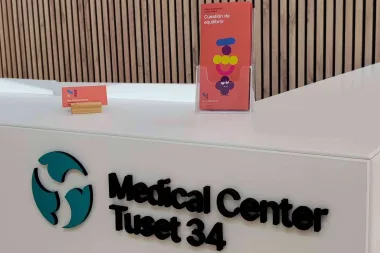 Cuestión de
equilibrio
Medical Center
Tuset 34